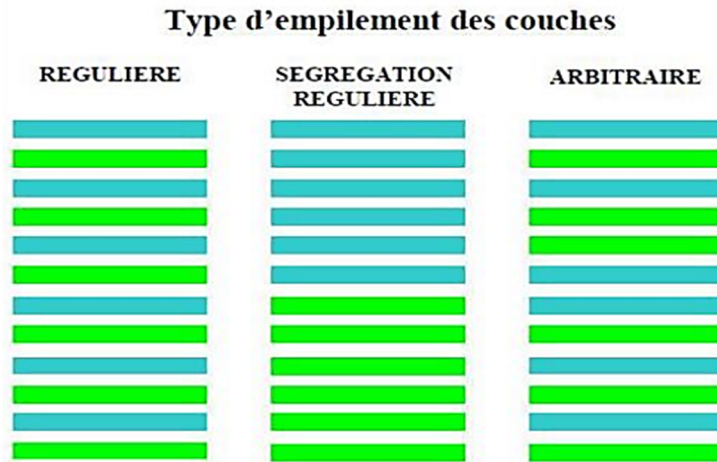 Type d’empilement des couches
REGULIERE
SEGREGATION
REGULIERE
ARBITRAIRE